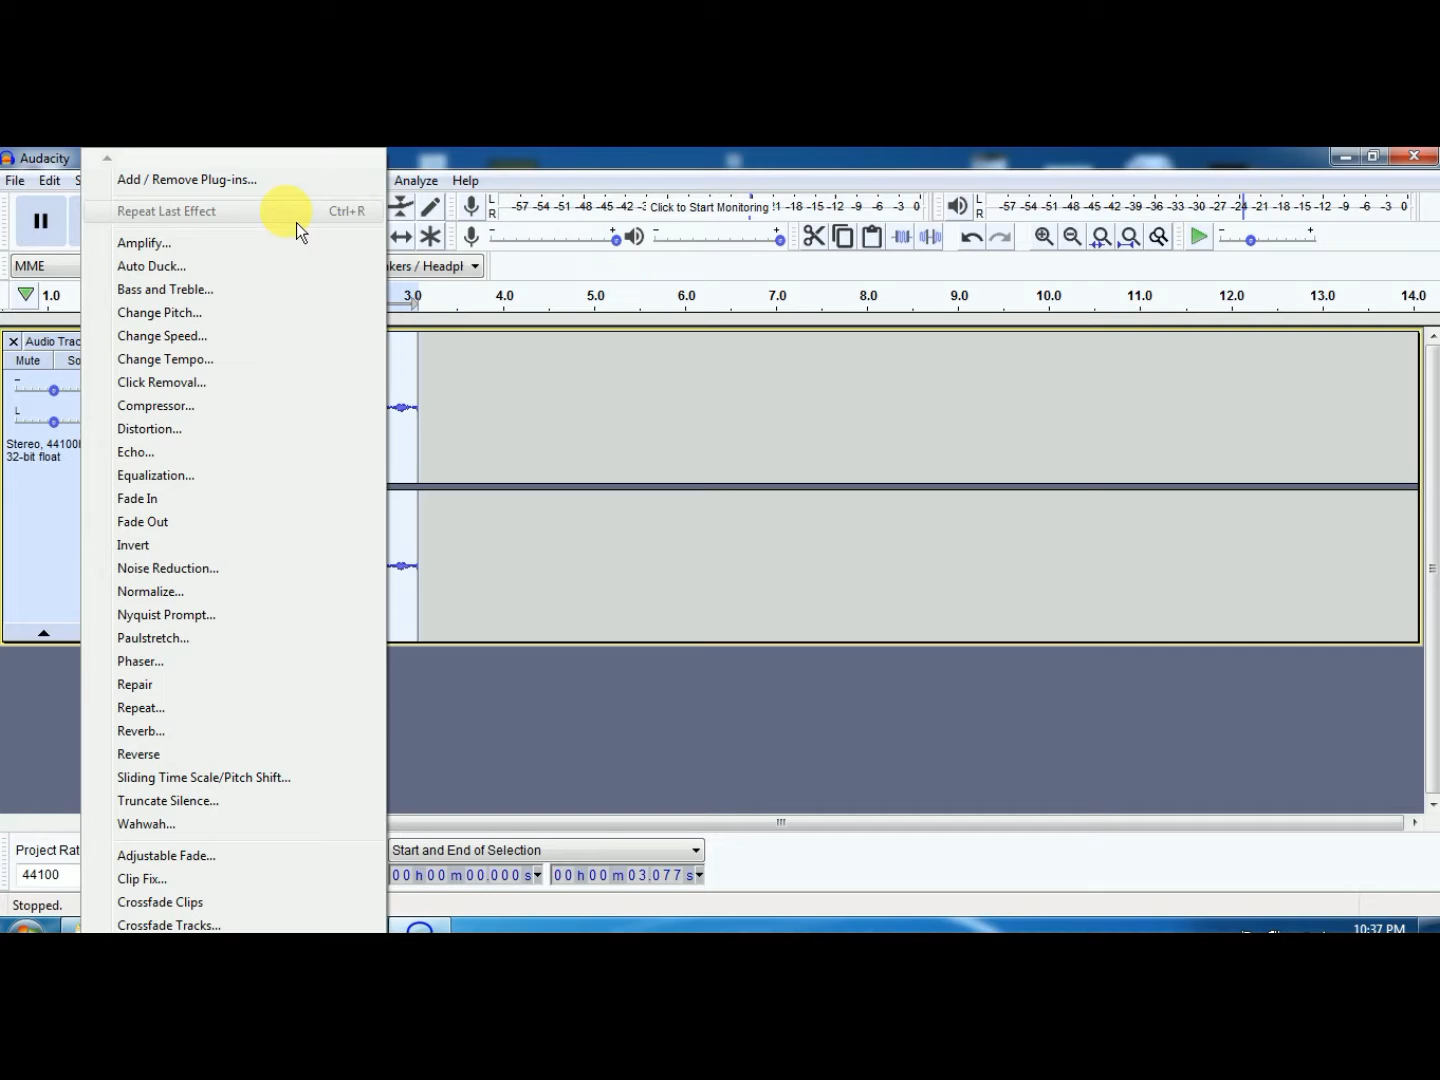 Audacity
File Edit S
Analyze Help
Add / Remove Plug-ins...
Repeat Last Effect Ctrl+R
Amplify...
Auto Duck...
Bass and Treble...
Change Pitch...
Change Speed...
Change Tempo...
Click Removal...
Compressor...
Distortion...
Echo...
Equalization...
Fade In
Fade Out
Invert
Noise Reduction...
Normalize...
Nyquist Prompt...
Paulstretch...
Phaser...
Repair
Repeat...
Reverb...
Reverse
Sliding Time Scale/Pitch Shift...
Truncate Silence...
Wahwah...
Adjustable Fade...
Clip Fix...
Crossfade Clips
Crossfade Tracks...
L R -57 -54 -51 -48 -45 -42 -3 Click to Start Monitoring !1 -18 -15 -12 -9 -6 -3 0
L R -57 -54 -51 -48 -45 -42 -39 -36 -33 -30 -27 -24 -21 -18 -15 -12 -9 -6 -3 0
- + - + - +
MME
kers / Headpl
1.0 3.0 4.0 5.0 6.0 7.0 8.0 9.0 10.0 11.0 12.0 13.0 14.0
X Audio Trac
Mute So
-
L
Stereo, 44100H
32-bit float
Project Rat
44100
Start and End of Selection
00 h 00 m 00.000 s 00 h 00 m 03.077 s
Stopped.
10:37 PM